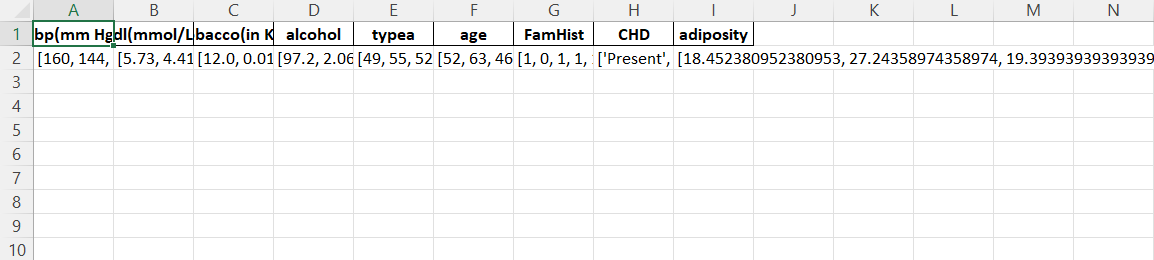 A B C D E F G H I J K L M N
1 bp(mm Hg dl(mmol/L bacco(in K alcohol typea age FamHist CHD adiposity
2 [160, 144, [5.73, 4.41 [12.0, 0.01 [97.2, 2.06 [49, 55, 52 [52, 63, 46 [1, 0, 1, 1, ['Present', [18.452380952380953, 27.24358974358974, 19.39393939393939
3
4
5
6
7
8
9
10